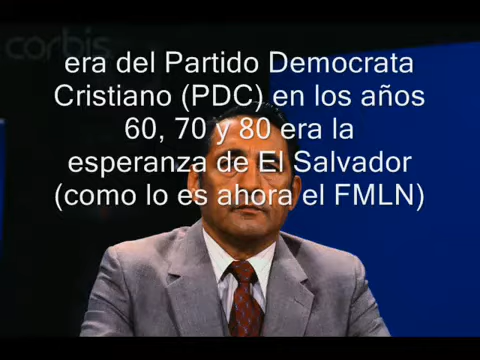 corbis
era del Partido Democrata
Cristiano (PDC) en los años
60, 70 y 80 era la
esperanza de El Salvador
(como lo es ahora el FMLN)